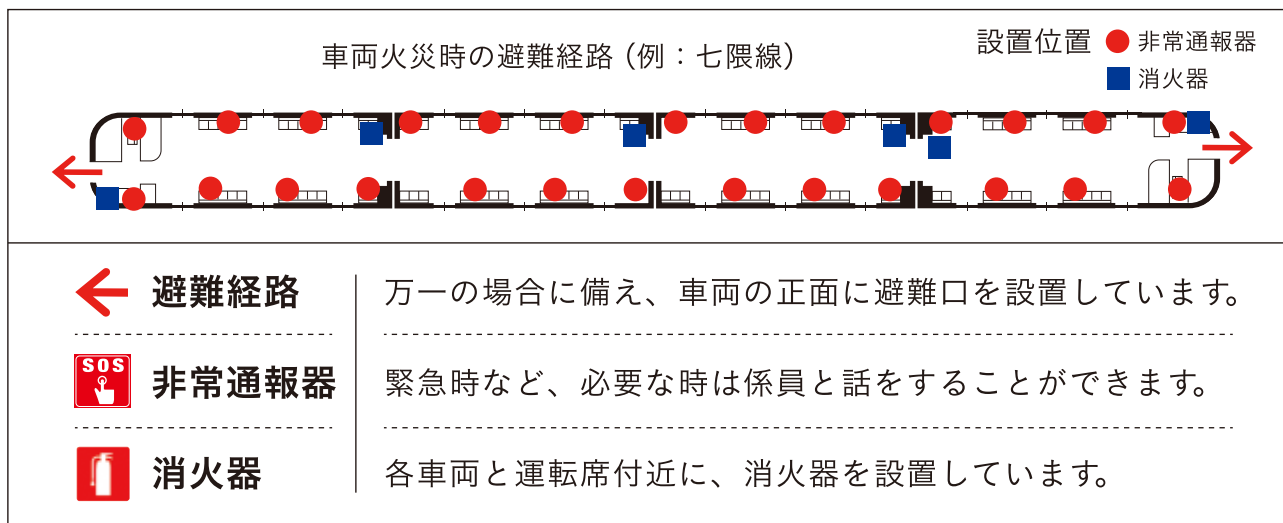 車両火災時の避難経路(例:七隈線)
設置位置 非常通報器
消火器
避難経路
万一の場合に備え、車両の正面に避難口を設置しています。
SOS
非常通報器
緊急時など、必要な時は係員と話をすることができます。
消火器
各車両と運転席付近に、消火器を設置しています。